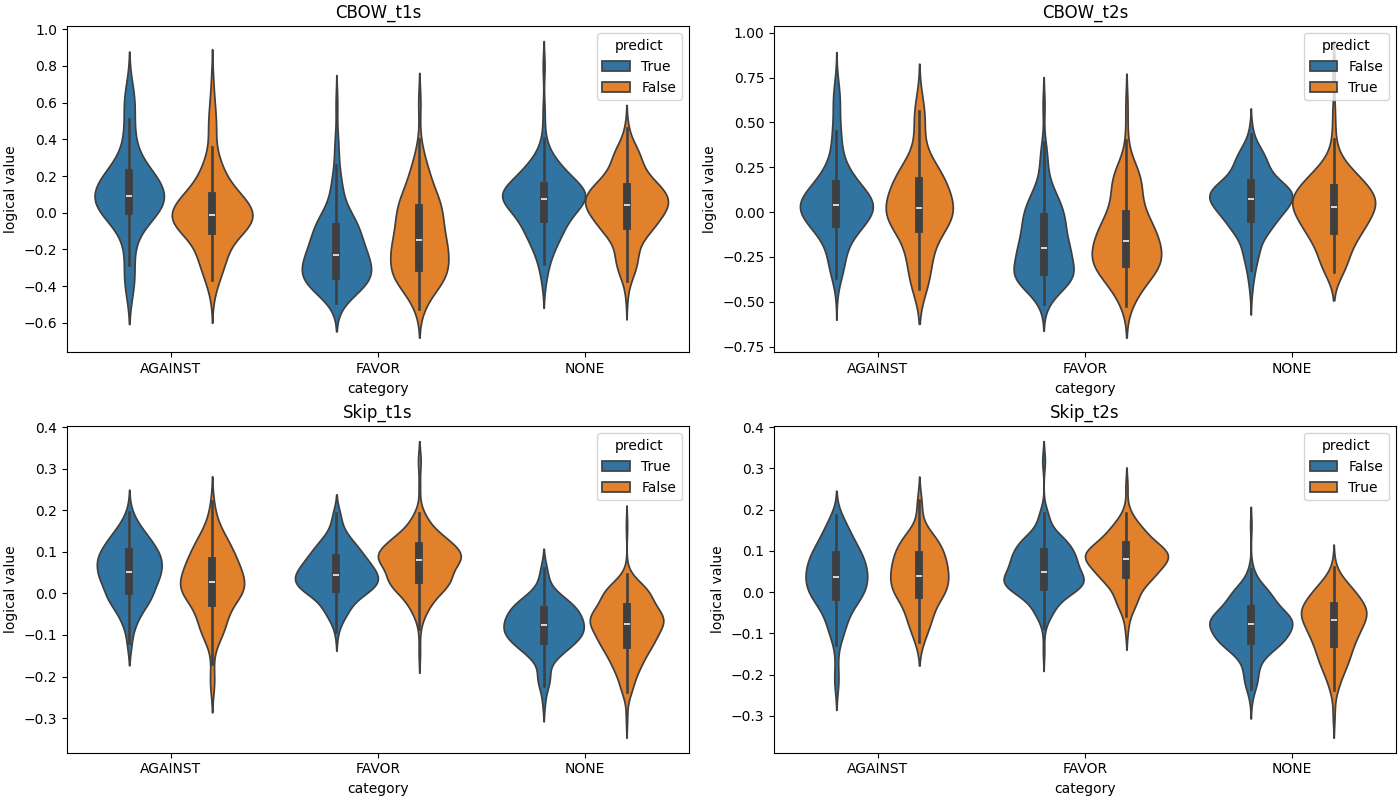 CBOW_t1s
logical value
1.0
0.8
0.6
0.4
0.2
0.0
−0.2
−0.4
−0.6
predict
True
False
AGAINST
FAVOR
NONE
category
CBOW_t2s
logical value
1.00
0.75
0.50
0.25
0.00
−0.25
−0.50
−0.75
predict
False
True
AGAINST
FAVOR
NONE
category
Skip_t1s
logical value
0.4
0.3
0.2
0.1
0.0
−0.1
−0.2
−0.3
predict
True
False
AGAINST
FAVOR
NONE
category
Skip_t2s
logical value
0.4
0.3
0.2
0.1
0.0
−0.1
−0.2
−0.3
predict
False
True
AGAINST
FAVOR
NONE
category